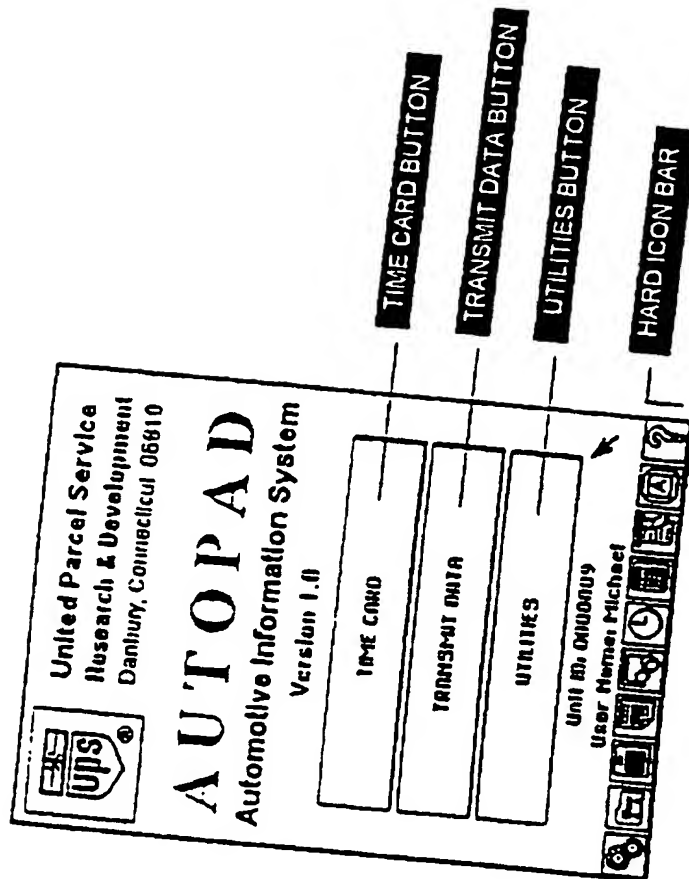 ups
®
United Parcel Service
Research & Development
Danbury, Connecticut 06810
AUTOPAD
Automotive Information System
Version 1.0
TIME CARD
TRANSMIT DATA
UTILITIES
User Name: Michael
?
TIME CARD BUTTON
TRANSMIT DATA BUTTON
UTILITIES BUTTON
HARD ICON BAR